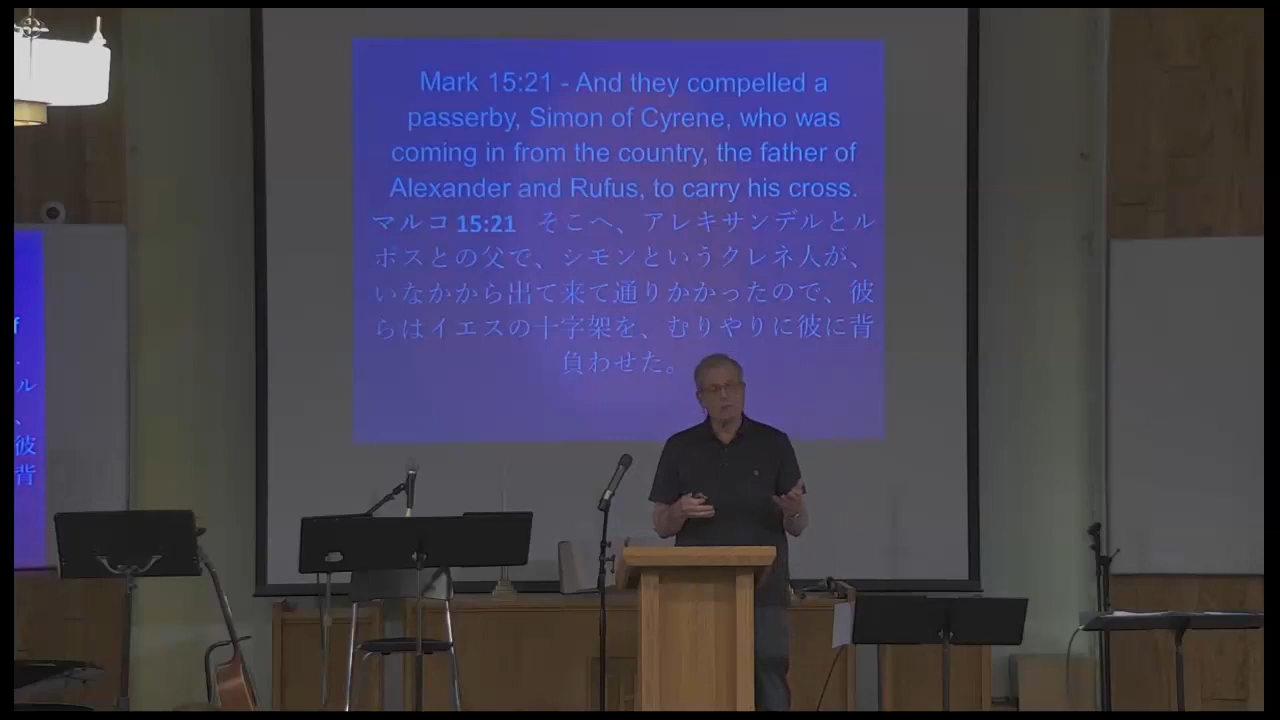 Mark 15:21 - And they compelled a
passerby, Simon of Cyrene, who was
coming in from the country, the father of
Alexander and Rufus, to carry his cross.
マルコ 15:21 そこへ、アレキサンデルとル
ポスとの父で、シモンというクレネ人が、
いなかから出て来て通りかかったので、彼
らはイエスの十字架を、むりやりに彼に背
負わせた。
f
ル
、
彼
背